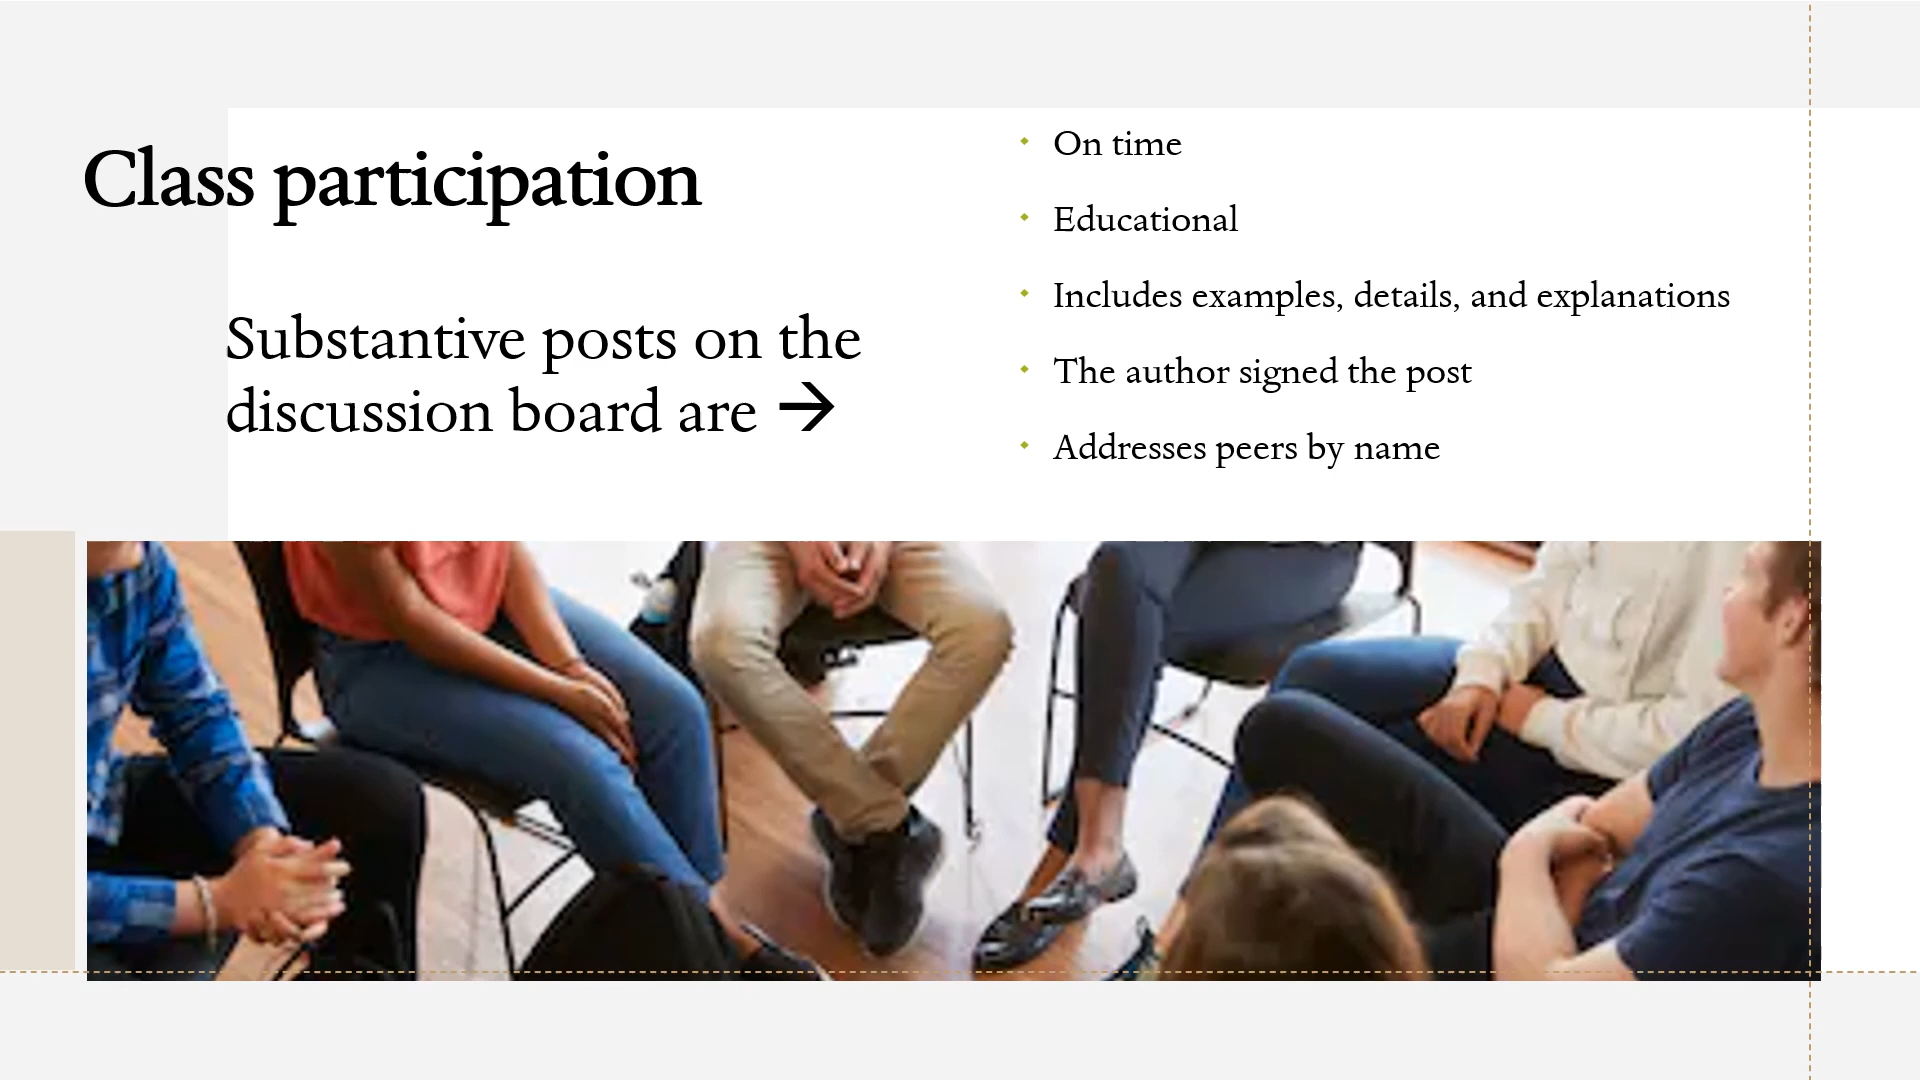 Class participation
Substantive posts on the
discussion board are →
On time
Educational
Includes examples, details, and explanations
The author signed the post
Addresses peers by name